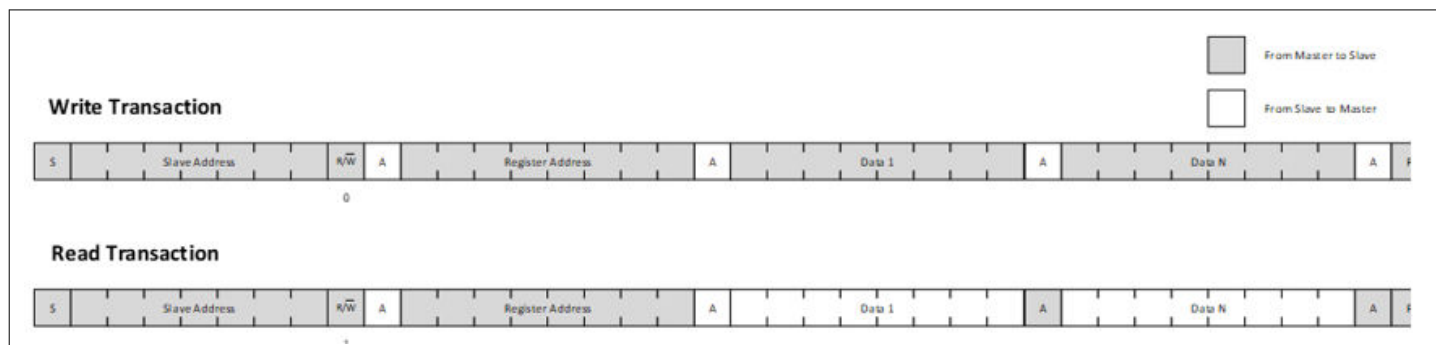 From Master to Slave
Write Transaction
From Slave to Master
S Slave Address R/W̅ A Register Address A Data 1 A Data N A
0
Read Transaction
S Slave Address R/W̅ A Register Address A Data 1 A Data N A